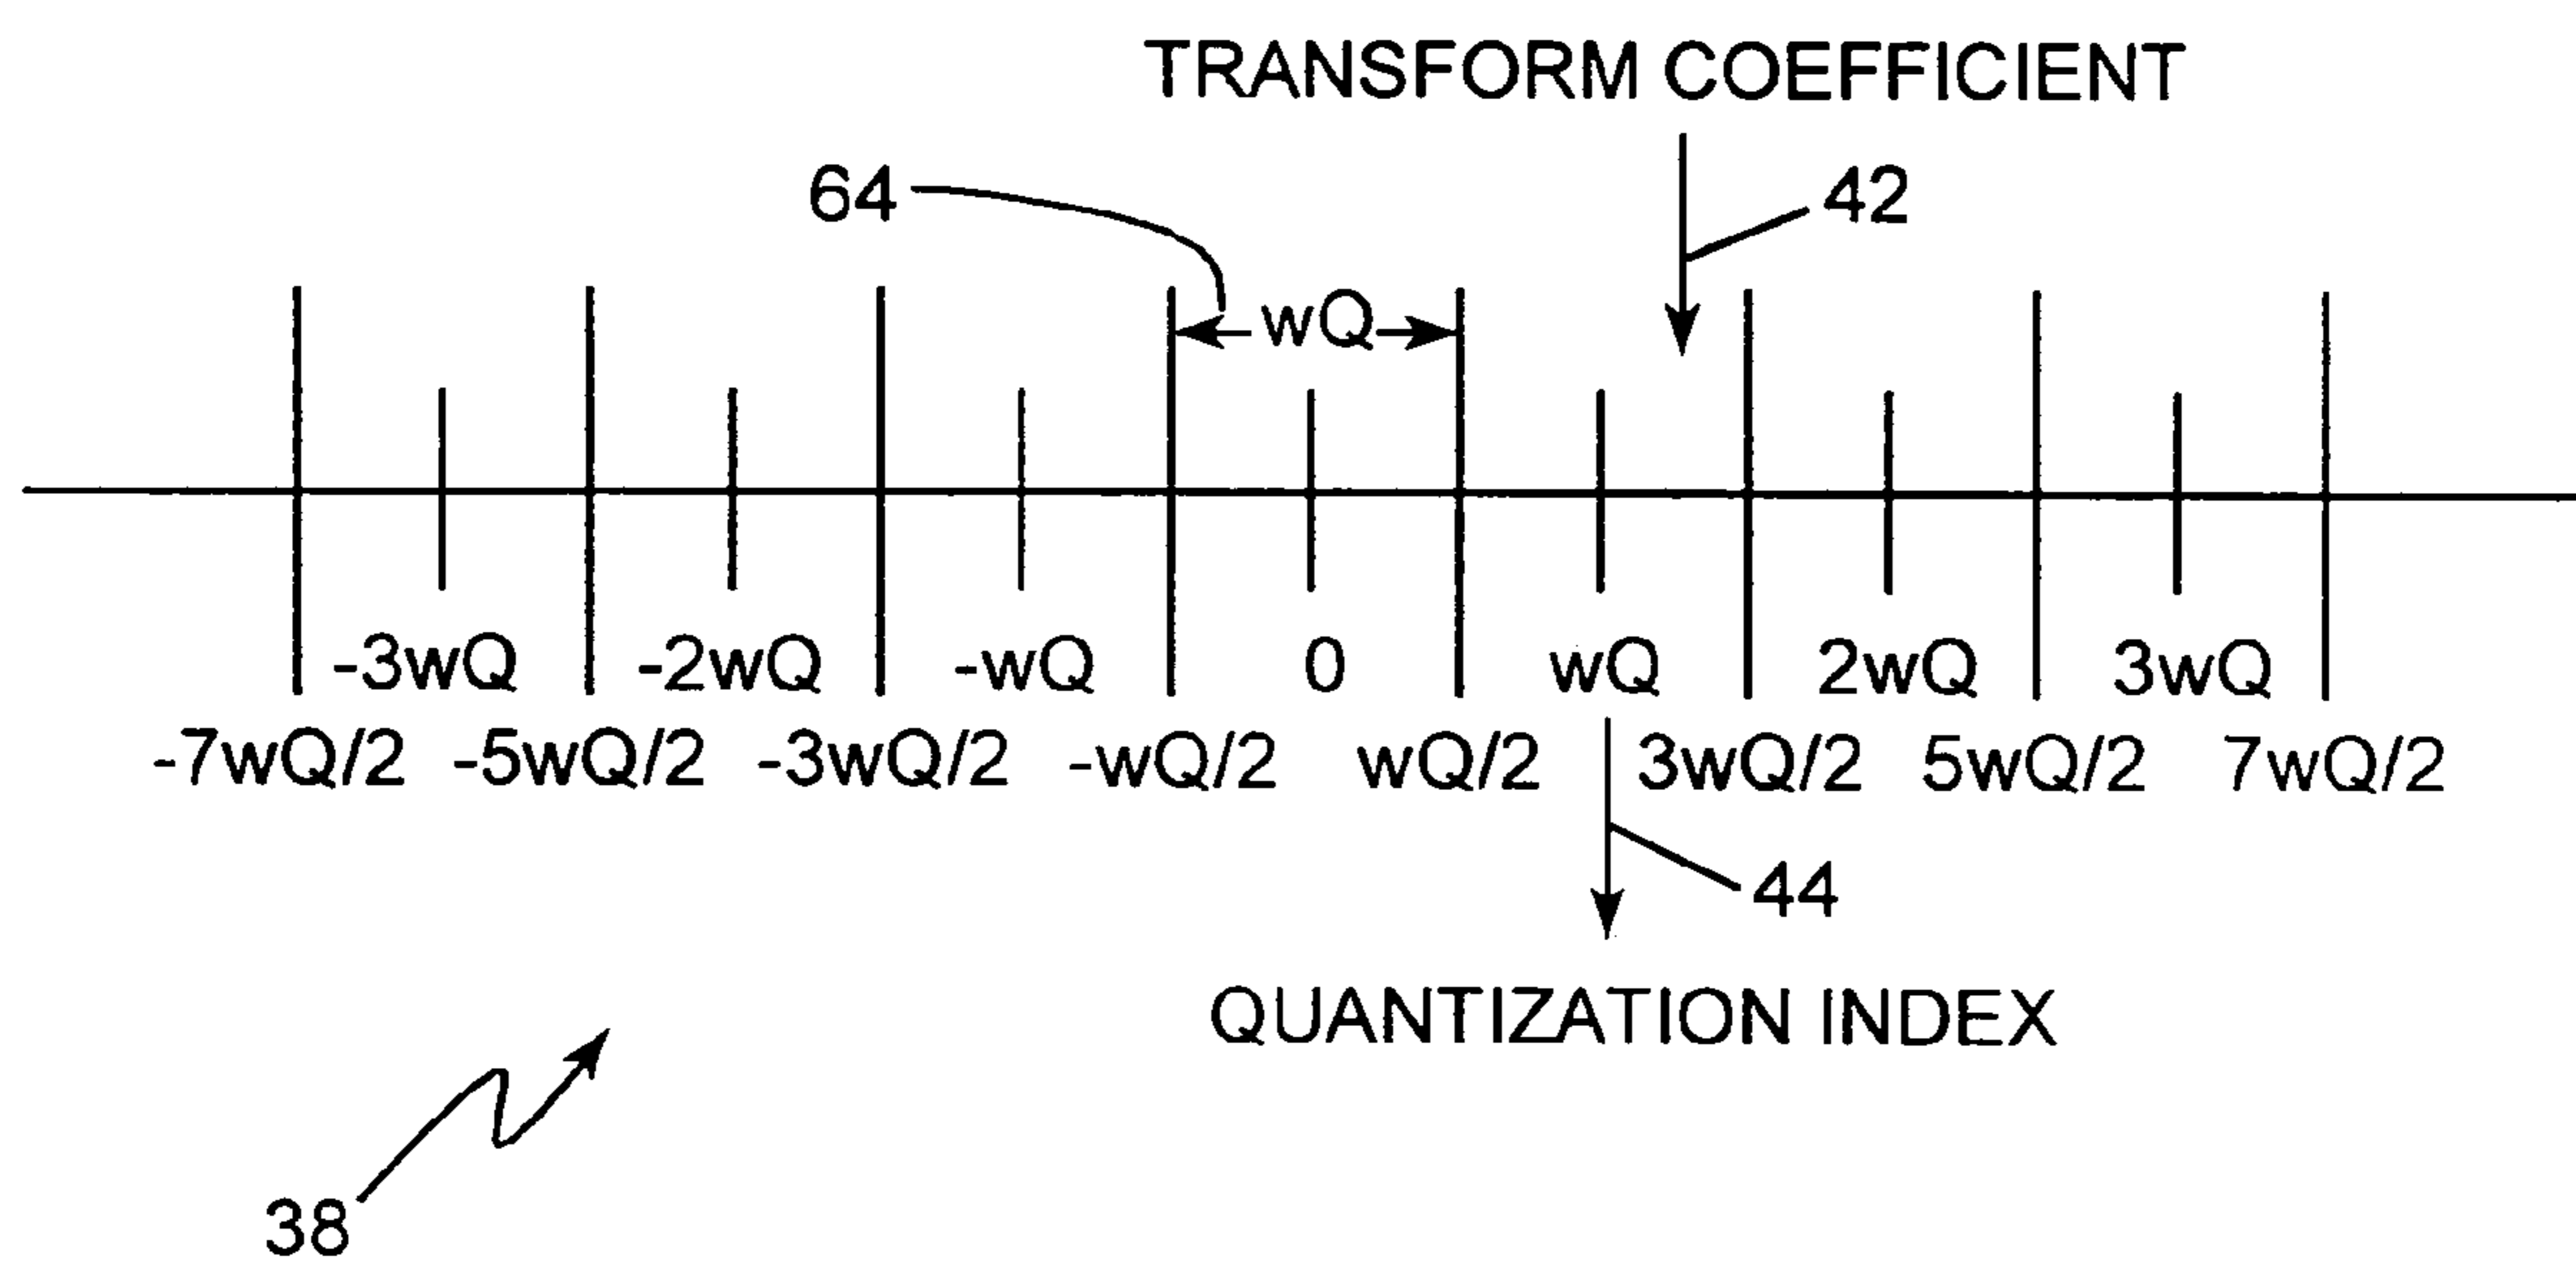 TRANSFORM COEFFICIENT
64
42
wQ
-3wQ -2wQ -wQ 0 wQ 2wQ 3wQ
-7wQ/2 -5wQ/2 -3wQ/2 -wQ/2 wQ/2 3wQ/2 5wQ/2 7wQ/2
44
QUANTIZATION INDEX
38